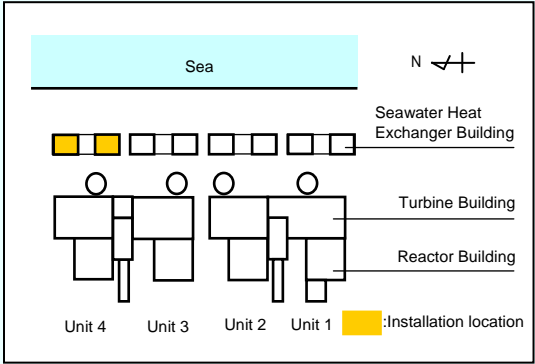 Sea
N
Seawater Heat
Exchanger Building
Turbine Building
Reactor Building
Unit 4 Unit 3 Unit 2 Unit 1 :Installation location